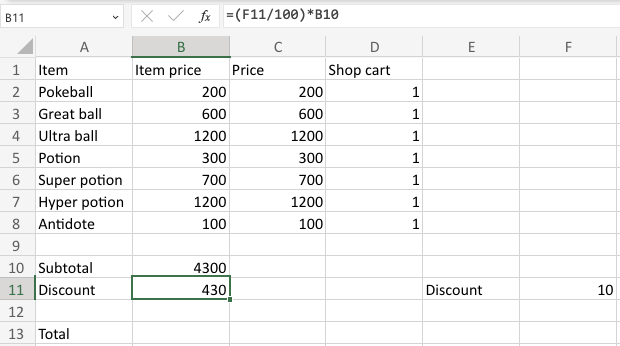 B11 fx =(F11/100)*B10
A B C D E F
1 Item Item price Price Shop cart
2 Pokeball 200 200 1
3 Great ball 600 600 1
4 Ultra ball 1200 1200 1
5 Potion 300 300 1
6 Super potion 700 700 1
7 Hyper potion 1200 1200 1
8 Antidote 100 100 1
9
10 Subtotal 4300
11 Discount 430 Discount 10
12
13 Total